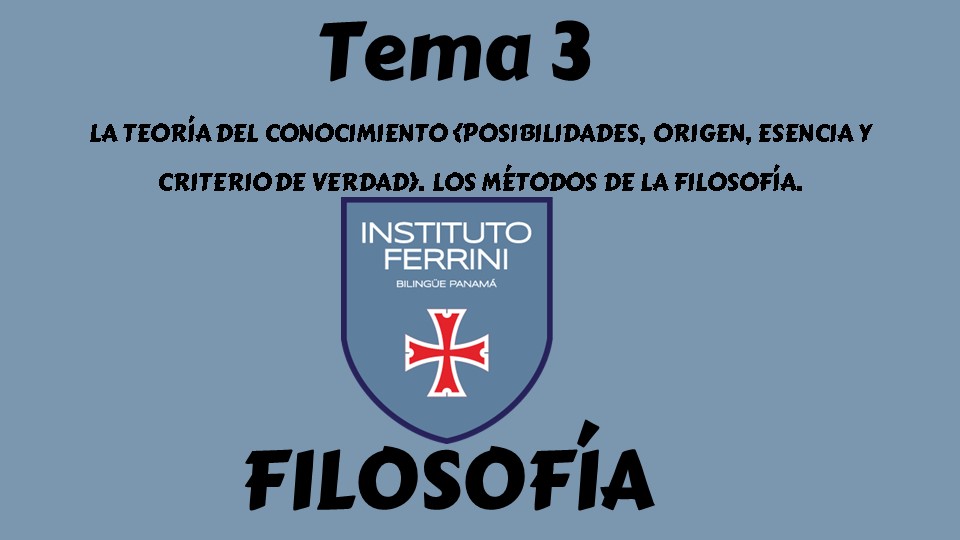 Tema 3
LA TEORÍA DEL CONOCIMIENTO (POSIBILIDADES, ORIGEN, ESENCIA Y
CRITERIO DE VERDAD). LOS MÉTODOS DE LA FILOSOFÍA.
INSTITUTO
FERRINI
BILINGÜE PANAMÁ
FILOSOFÍA